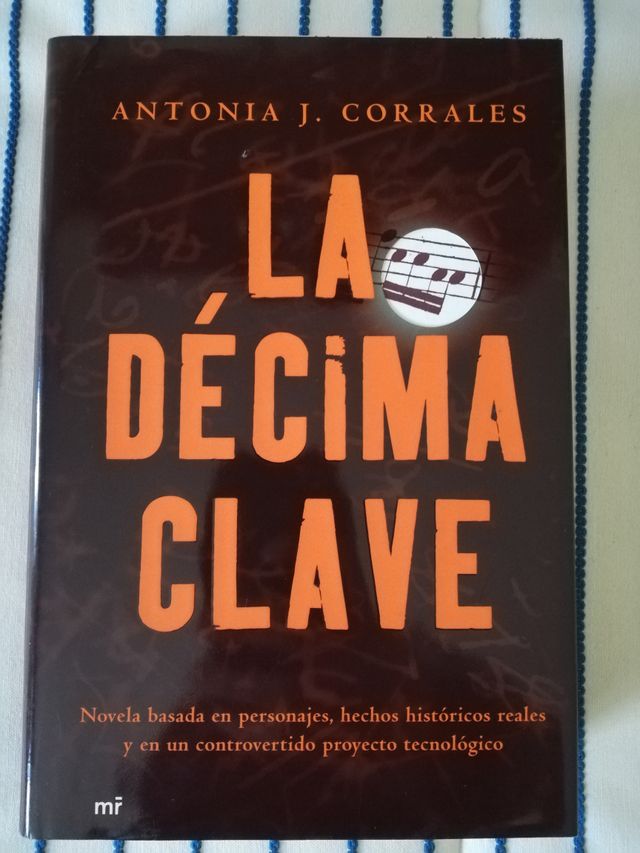 ANTONIA J. CORRALES
LA
DÉCIMA
CLAVE
Novela basada en personajes, hechos históricos reales
y en un controvertido proyecto tecnológico
mr̄